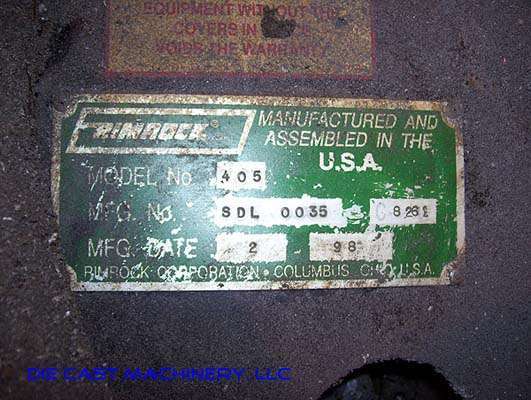 EQUIPMENT WITHOUT THE
COVERS IN
VOIDS THE WARRANTY
RIMROCK
MANUFACTURED AND
ASSEMBLED IN THE
U.S.A.
MODEL No. 405
MFG. No. SDL 0035
MFG. DATE 2 98
RIMROCK CORPORATION - COLUMBUS, OHIO, U.S.A.
DIE CAST MACHINERY, LLC